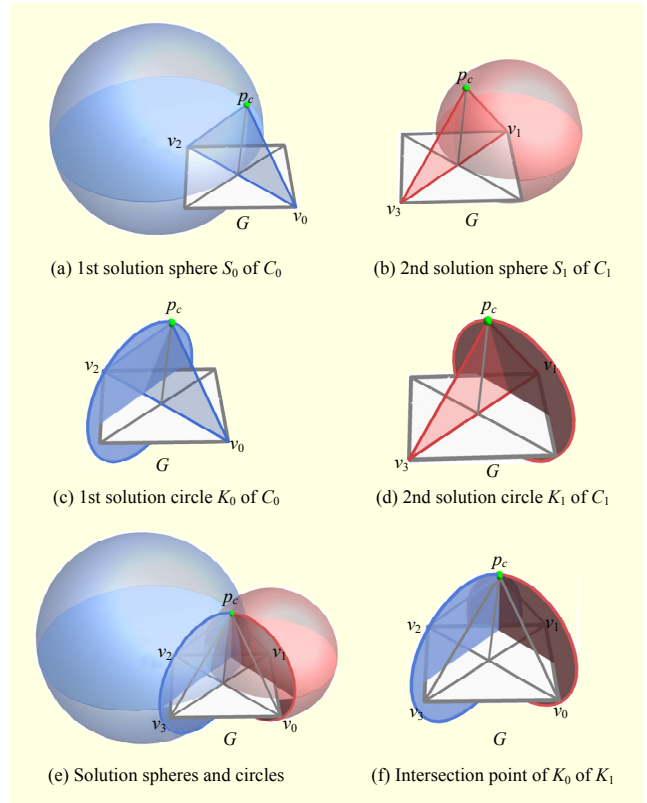 p_c
v_2
v_0
G
(a) 1st solution sphere S_0 of C_0
p_c
v_1
v_3
G
(b) 2nd solution sphere S_1 of C_1
p_c
v_2
v_0
G
(c) 1st solution circle K_0 of C_0
p_c
v_1
v_3
G
(d) 2nd solution circle K_1 of C_1
p_c
v_2
v_1
v_3
v_0
G
(e) Solution spheres and circles
p_c
v_2
v_1
v_3
v_0
G
(f) Intersection point of K_0 of K_1